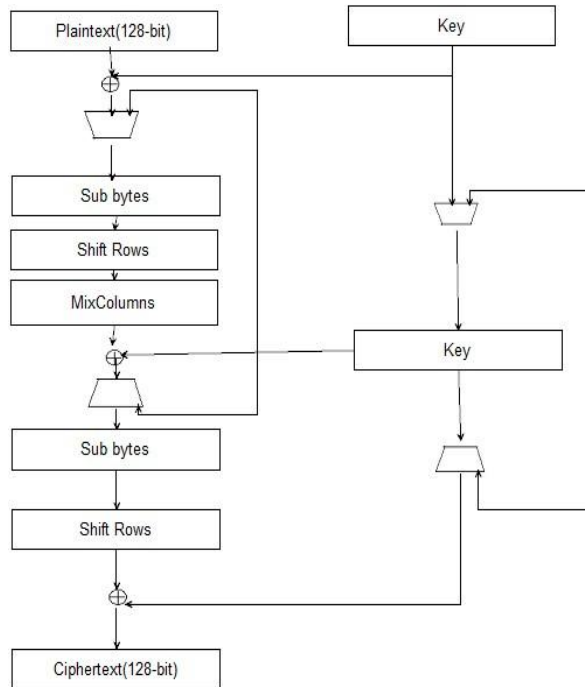 Plaintext(128-bit)
Key
Sub bytes
Shift Rows
MixColumns
Key
Sub bytes
Shift Rows
Ciphertext(128-bit)